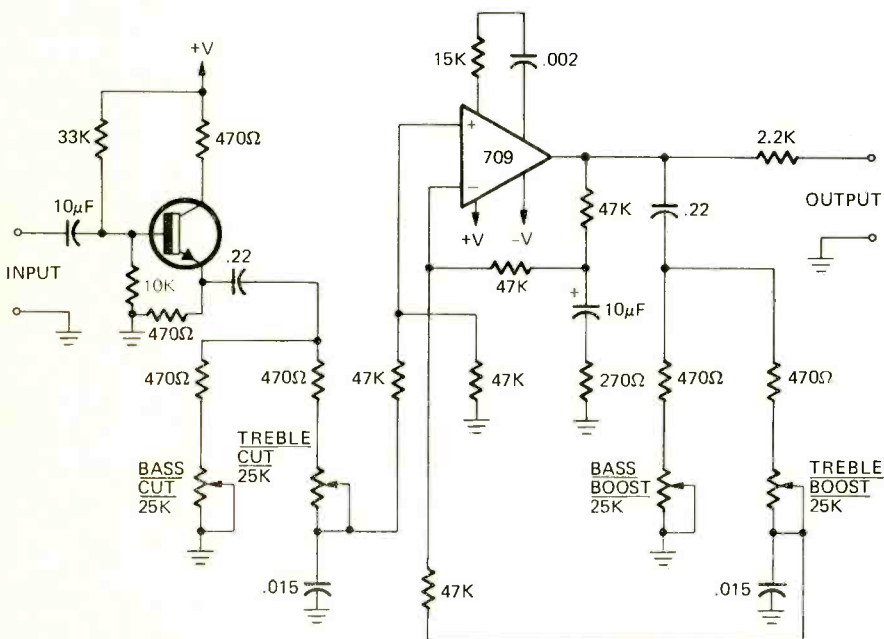 +V
33K
470Ω
10µF
INPUT
10K
470Ω
.22
470Ω
470Ω
BASS
CUT
25K
TREBLE
CUT
25K
.015
47K
47K
15K
.002
+
709
−
+V
-V
47K
47K
+
10µF
270Ω
47K
2.2K
.22
OUTPUT
470Ω
470Ω
BASS
BOOST
25K
TREBLE
BOOST
25K
.015